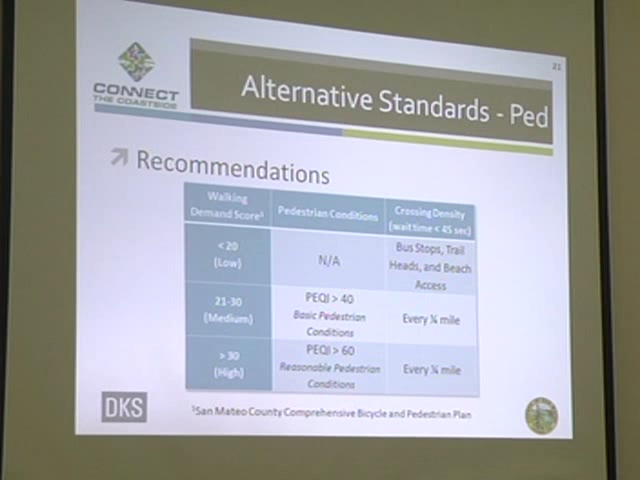 21
CONNECT
THE COASTSIDE
Alternative Standards - Ped
Recommendations
Walking
Demand Score¹
Pedestrian Conditions
Crossing Density
(wait time < 45 sec)
< 20
(Low)
N/A
Bus Stops, Trail
Heads, and Beach
Access
21-30
(Medium)
PEQI > 40
Basic Pedestrian
Conditions
Every ¼ mile
> 30
(High)
PEQI > 60
Reasonable Pedestrian
Conditions
Every ¼ mile
DKS
¹San Mateo County Comprehensive Bicycle and Pedestrian Plan